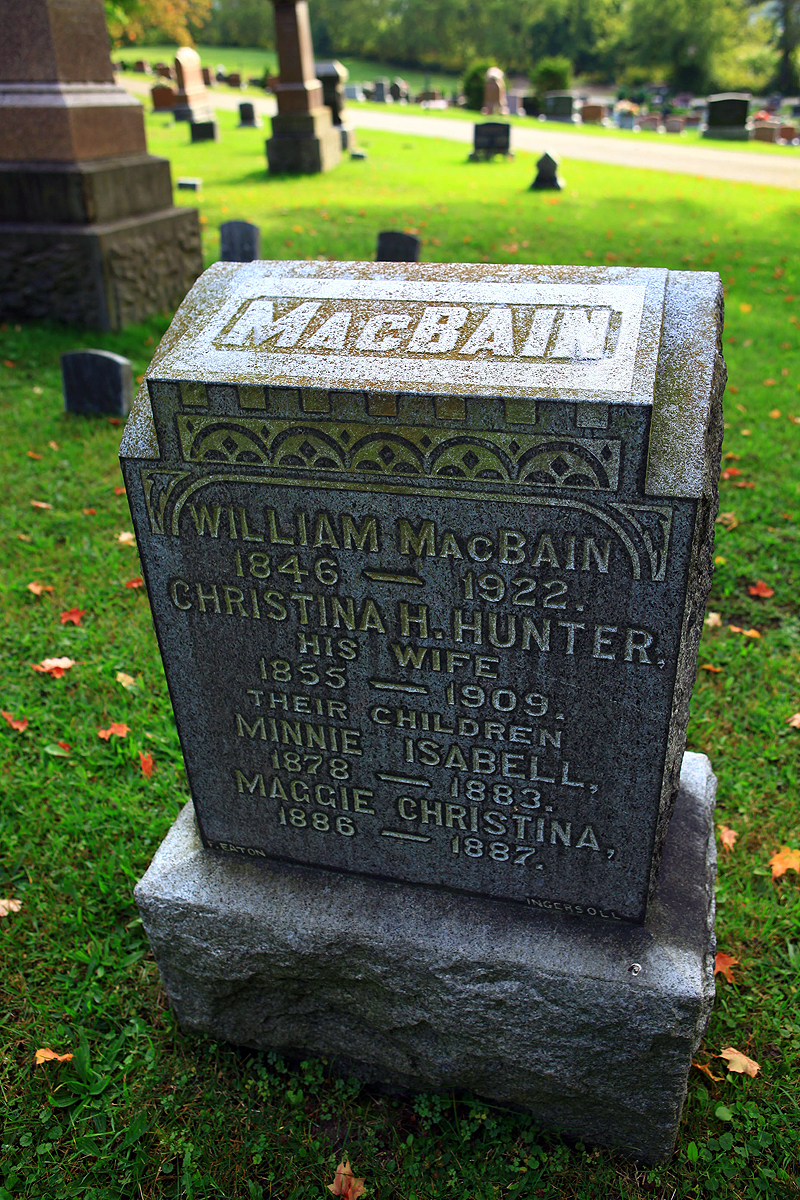 MacBAIN
WILLIAM MacBAIN
1846 — 1922.
CHRISTINA H. HUNTER,
HIS WIFE
1855 — 1909.
THEIR CHILDREN
MINNIE ISABELL,
1878 — 1883.
MAGGIE CHRISTINA,
1886 — 1887.
EATON
INGERSOLL